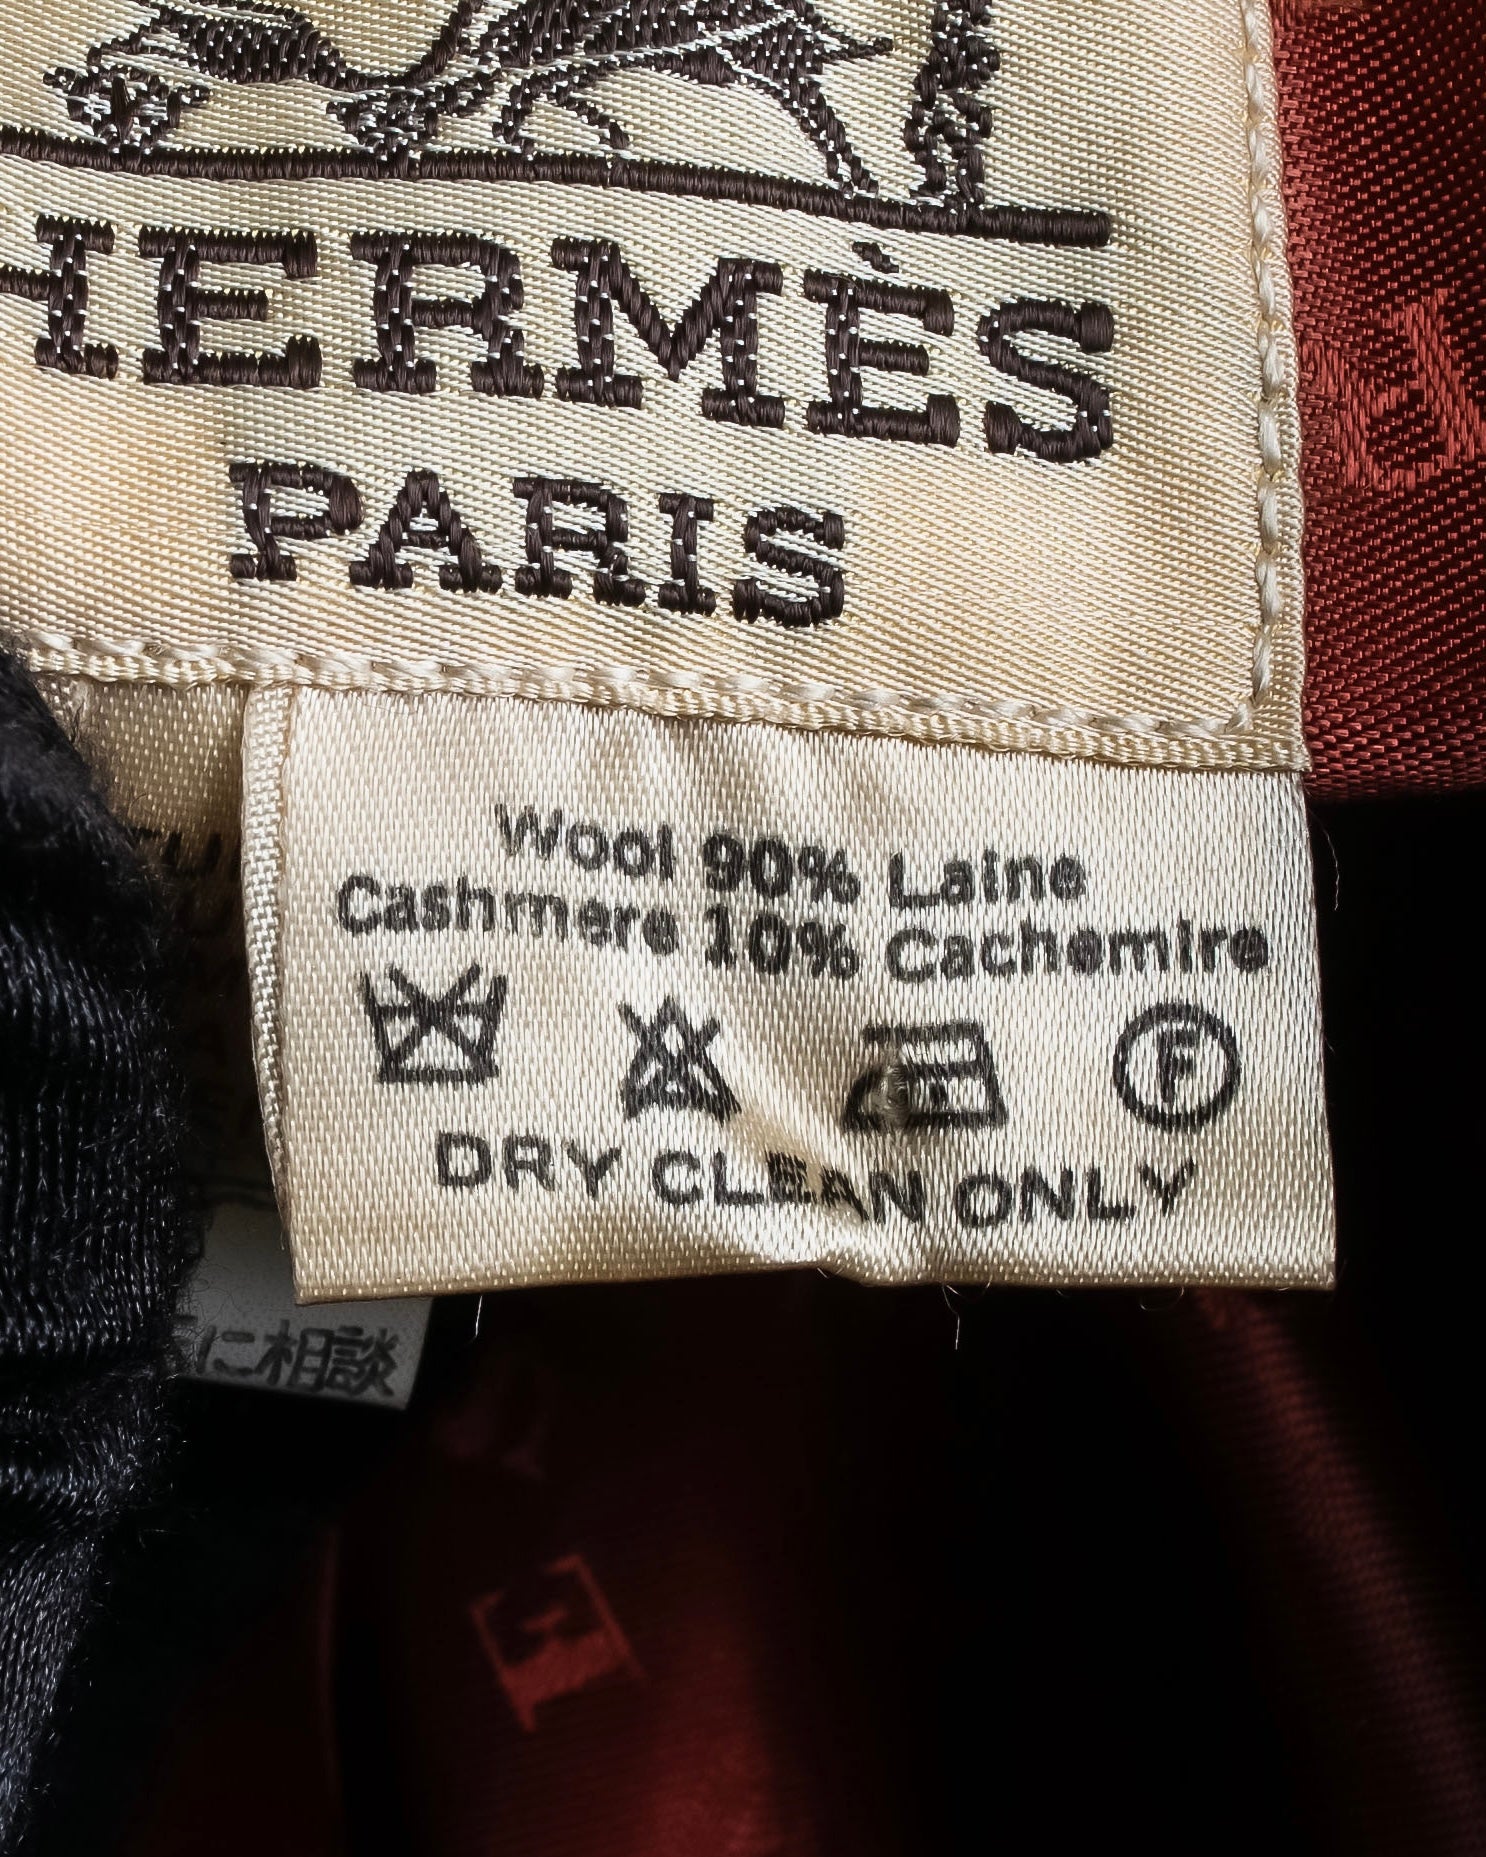 HERMÈS
PARIS
Wool 90% Laine
Cashmere 10% Cachemire
F
DRY CLEAN ONLY
に相談